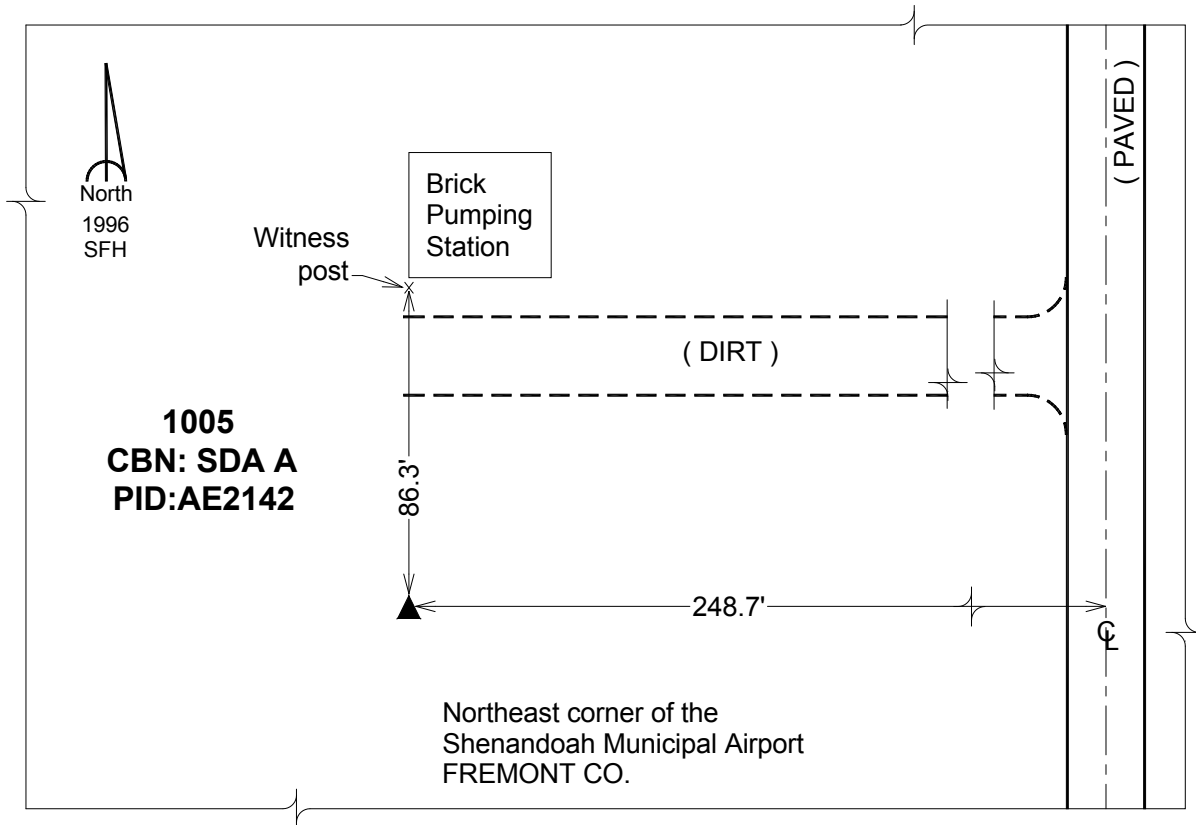 ( PAVED )
North
1996
SFH
Brick
Pumping
Station
Witness
post
( DIRT )
1005
CBN: SDA A
PID:AE2142
86.3'
248.7'
℄
Northeast corner of the
Shenandoah Municipal Airport
FREMONT CO.